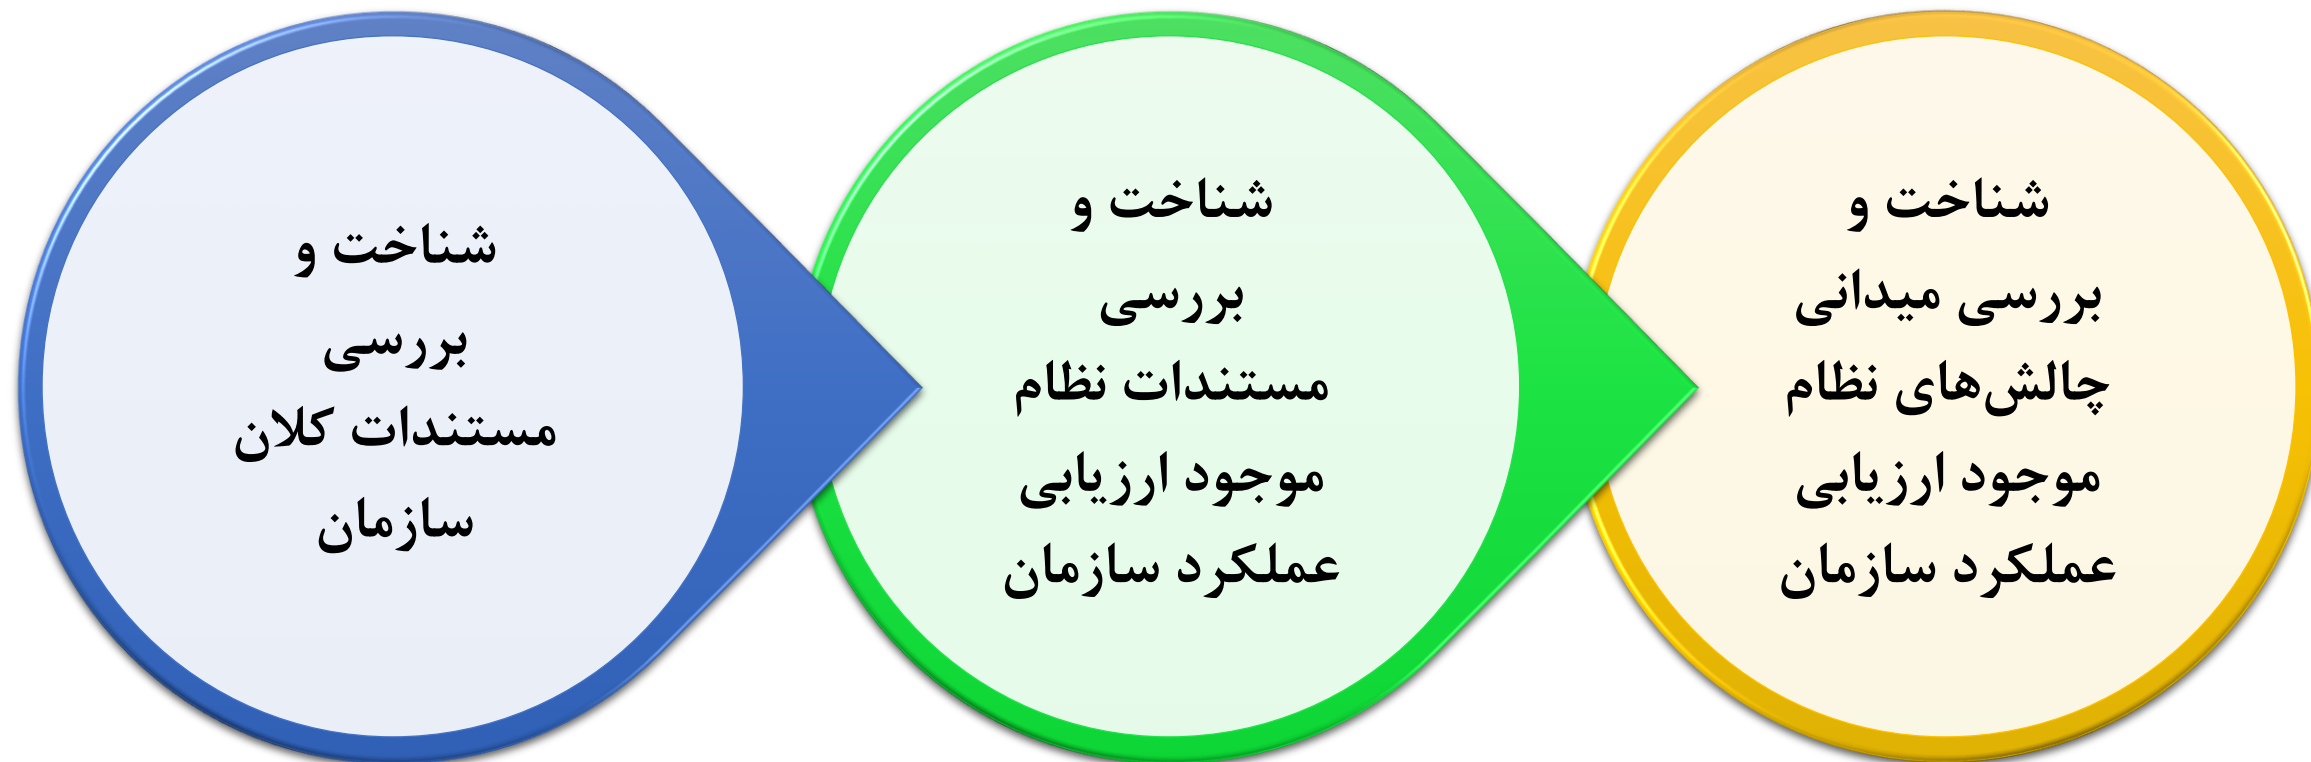 شناخت و
بررسی
مستندات کلان
سازمان
شناخت و
بررسی
مستندات نظام
موجود ارزیابی
عملکرد سازمان
شناخت و
بررسی میدانی
چالش‌های نظام
موجود ارزیابی
عملکرد سازمان